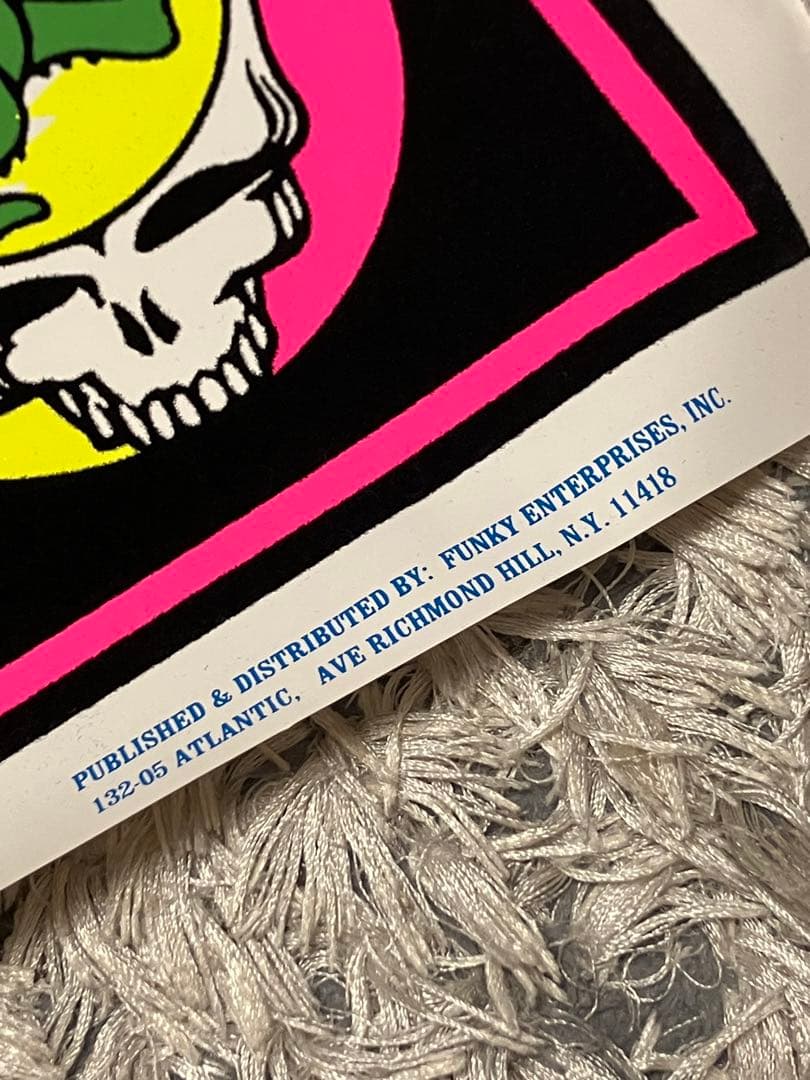 PUBLISHED & DISTRIBUTED BY: FUNKY ENTERPRISES, INC.
132-05 ATLANTIC, AVE RICHMOND HILL, N.Y. 11418